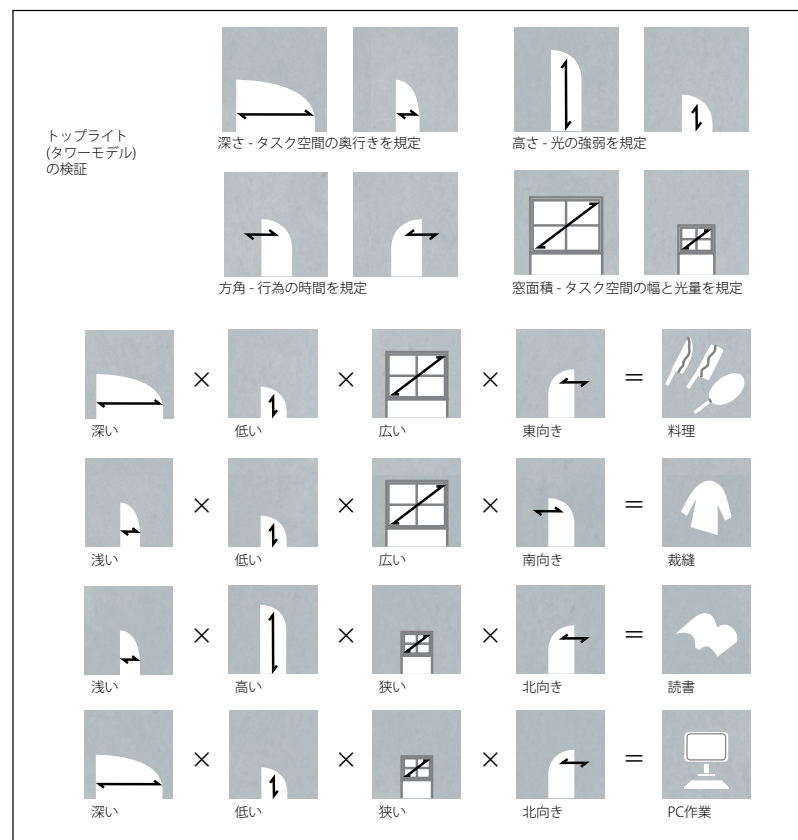 トップライト
(タワーモデル)
の検証
深さ - タスク空間の奥行きを規定
高さ - 光の強弱を規定
方角 - 行為の時間を規定
窓面積 - タスク空間の幅と光量を規定
深い × 低い × 広い × 東向き = 料理
浅い × 低い × 広い × 南向き = 裁縫
浅い × 高い × 狭い × 北向き = 読書
深い × 低い × 狭い × 北向き = PC作業